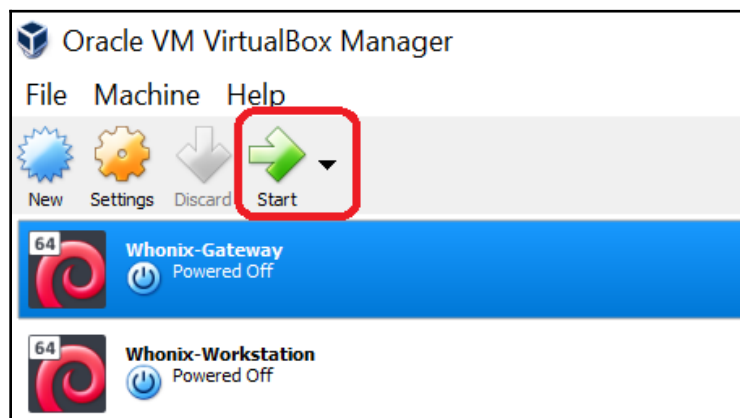 Oracle VM VirtualBox Manager
File Machine Help
New Settings Discard Start
64
Whonix-Gateway
Powered Off
64
Whonix-Workstation
Powered Off